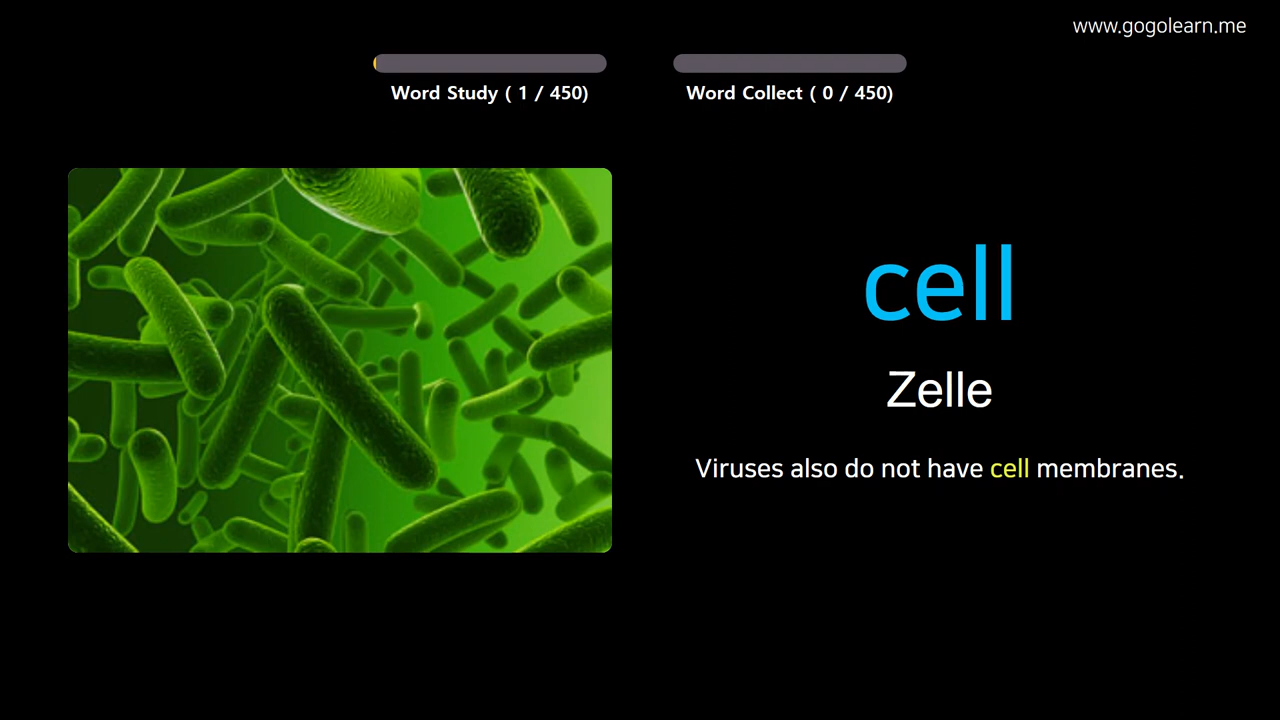 www.gogolearn.me
Word Study ( 1 / 450)
Word Collect ( 0 / 450)
cell
Zelle
Viruses also do not have cell membranes.